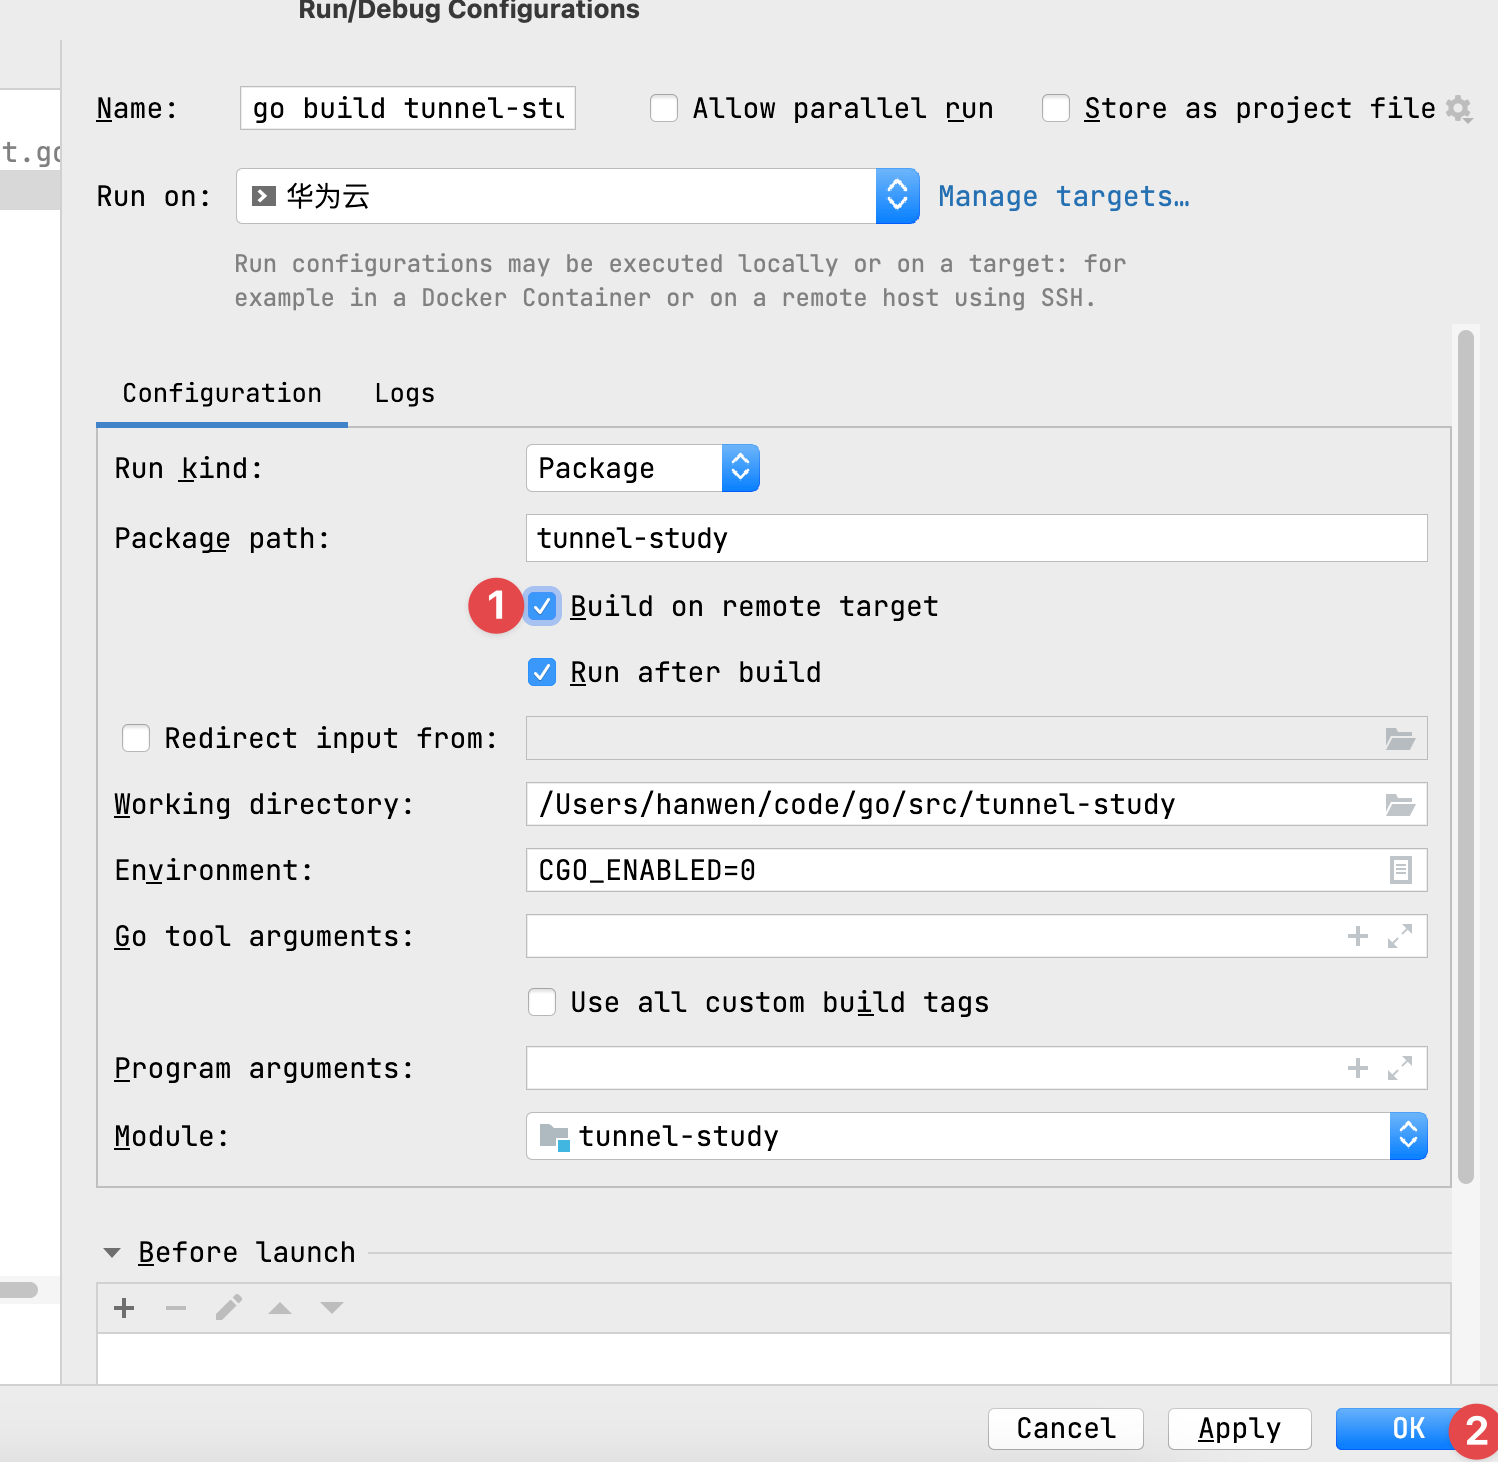 Run/Debug Configurations
Name: go build tunnel-stu Allow parallel run Store as project file
t.go
Run on: 华为云 Manage targets…
Run configurations may be executed locally or on a target: for
example in a Docker Container or on a remote host using SSH.
Configuration Logs
Run kind: Package
Package path: tunnel-study
1 Build on remote target
Run after build
Redirect input from:
Working directory: /Users/hanwen/code/go/src/tunnel-study
Environment: CGO_ENABLED=0
Go tool arguments:
Use all custom build tags
Program arguments:
Module: tunnel-study
Before launch
Cancel Apply OK 2